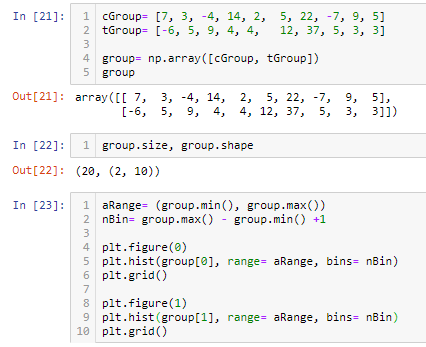 In [21]: 1 cGroup= [7, 3, -4, 14, 2,  5, 22, -7, 9, 5]
2 tGroup= [-6, 5, 9, 4, 4,   12, 37, 5, 3, 3]
3
4 group= np.array([cGroup, tGroup])
5 group
Out[21]: array([[ 7,  3, -4, 14,  2,  5, 22, -7,  9,  5],
[-6,  5,  9,  4,  4, 12, 37,  5,  3,  3]])
In [22]: 1 group.size, group.shape
Out[22]: (20, (2, 10))
In [23]: 1 aRange= (group.min(), group.max())
2 nBin= group.max() - group.min() +1
3
4 plt.figure(0)
5 plt.hist(group[0], range= aRange, bins= nBin)
6 plt.grid()
7
8 plt.figure(1)
9 plt.hist(group[1], range= aRange, bins= nBin)
10 plt.grid()